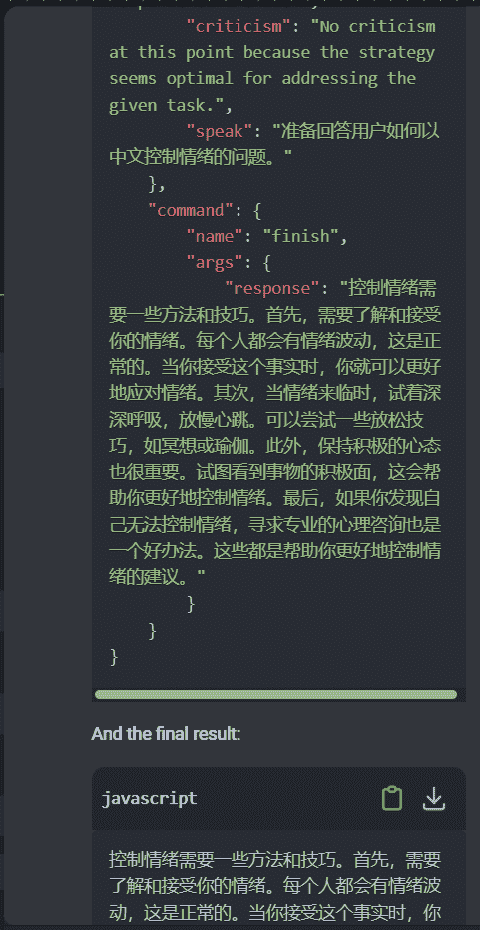 "criticism": "No criticism
at this point because the strategy
seems optimal for addressing the
given task.",
"speak": "准备回答用户如何以
中文控制情绪的问题。"
},
"command": {
"name": "finish",
"args": {
"response": "控制情绪需
要一些方法和技巧。首先，需要了解和接受
你的情绪。每个人都会有情绪波动，这是正
常的。当你接受这个事实时，你就可以更好
地应对情绪。其次，当情绪来临时，试着深
深呼吸，放慢心跳。可以尝试一些放松技
巧，如冥想或瑜伽。此外，保持积极的心态
也很重要。试图看到事物的积极面，这会帮
助你更好地控制情绪。最后，如果你发现自
己无法控制情绪，寻求专业的心理咨询也是
一个好办法。这些都是帮助你更好地控制情
绪的建议。"
}
}
}
And the final result:
javascript
控制情绪需要一些方法和技巧。首先，需要
了解和接受你的情绪。每个人都会有情绪波
动，这是正常的。当你接受这个事实时，你